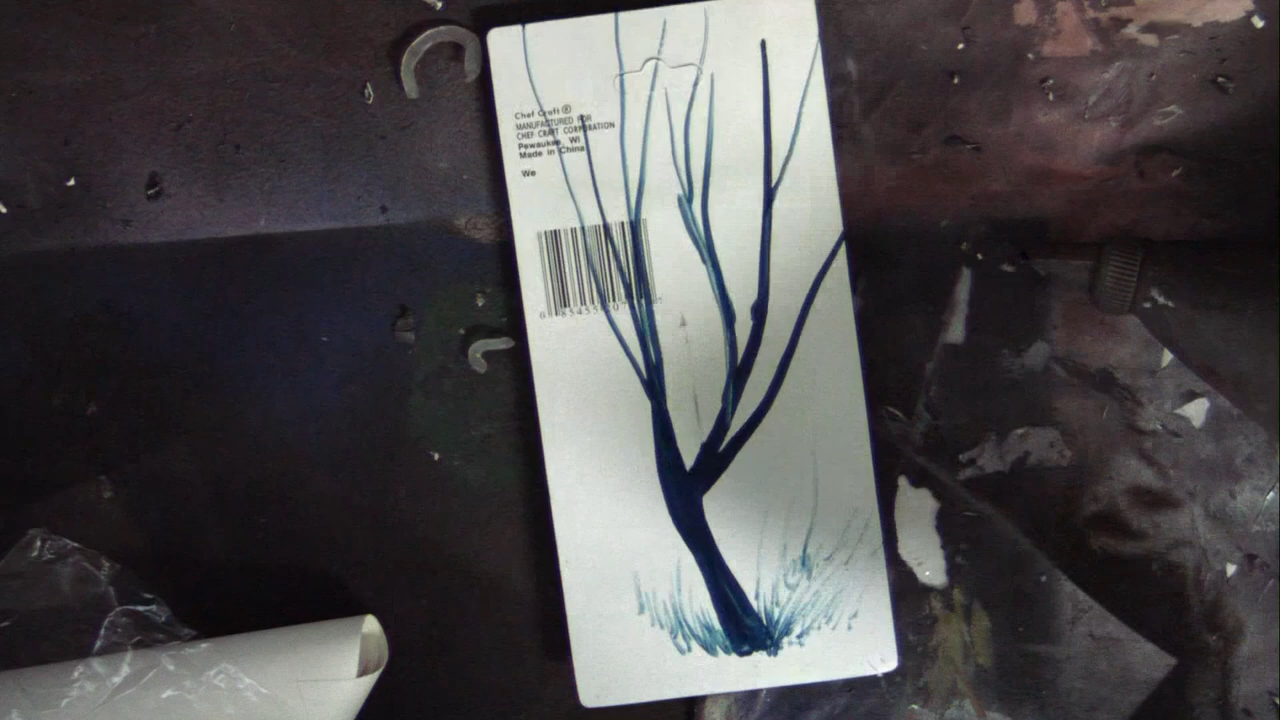 Chef Craft®
MANUFACTURED FOR
CHEF CRAFT CORPORATION
Pewaukee, WI
Made in China
We